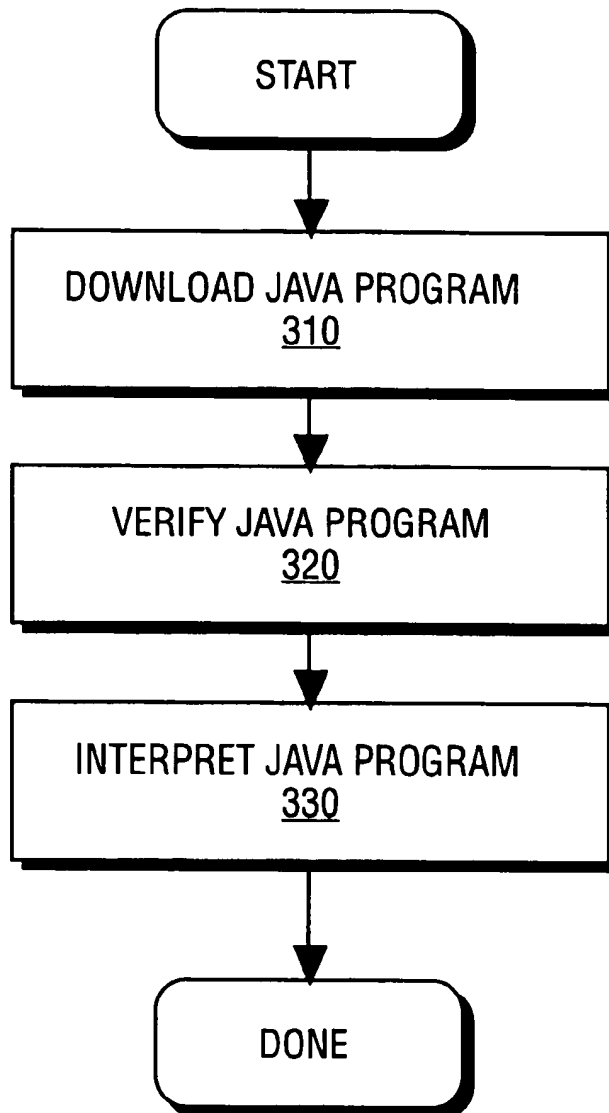 START
DOWNLOAD JAVA PROGRAM
310
VERIFY JAVA PROGRAM
320
INTERPRET JAVA PROGRAM
330
DONE